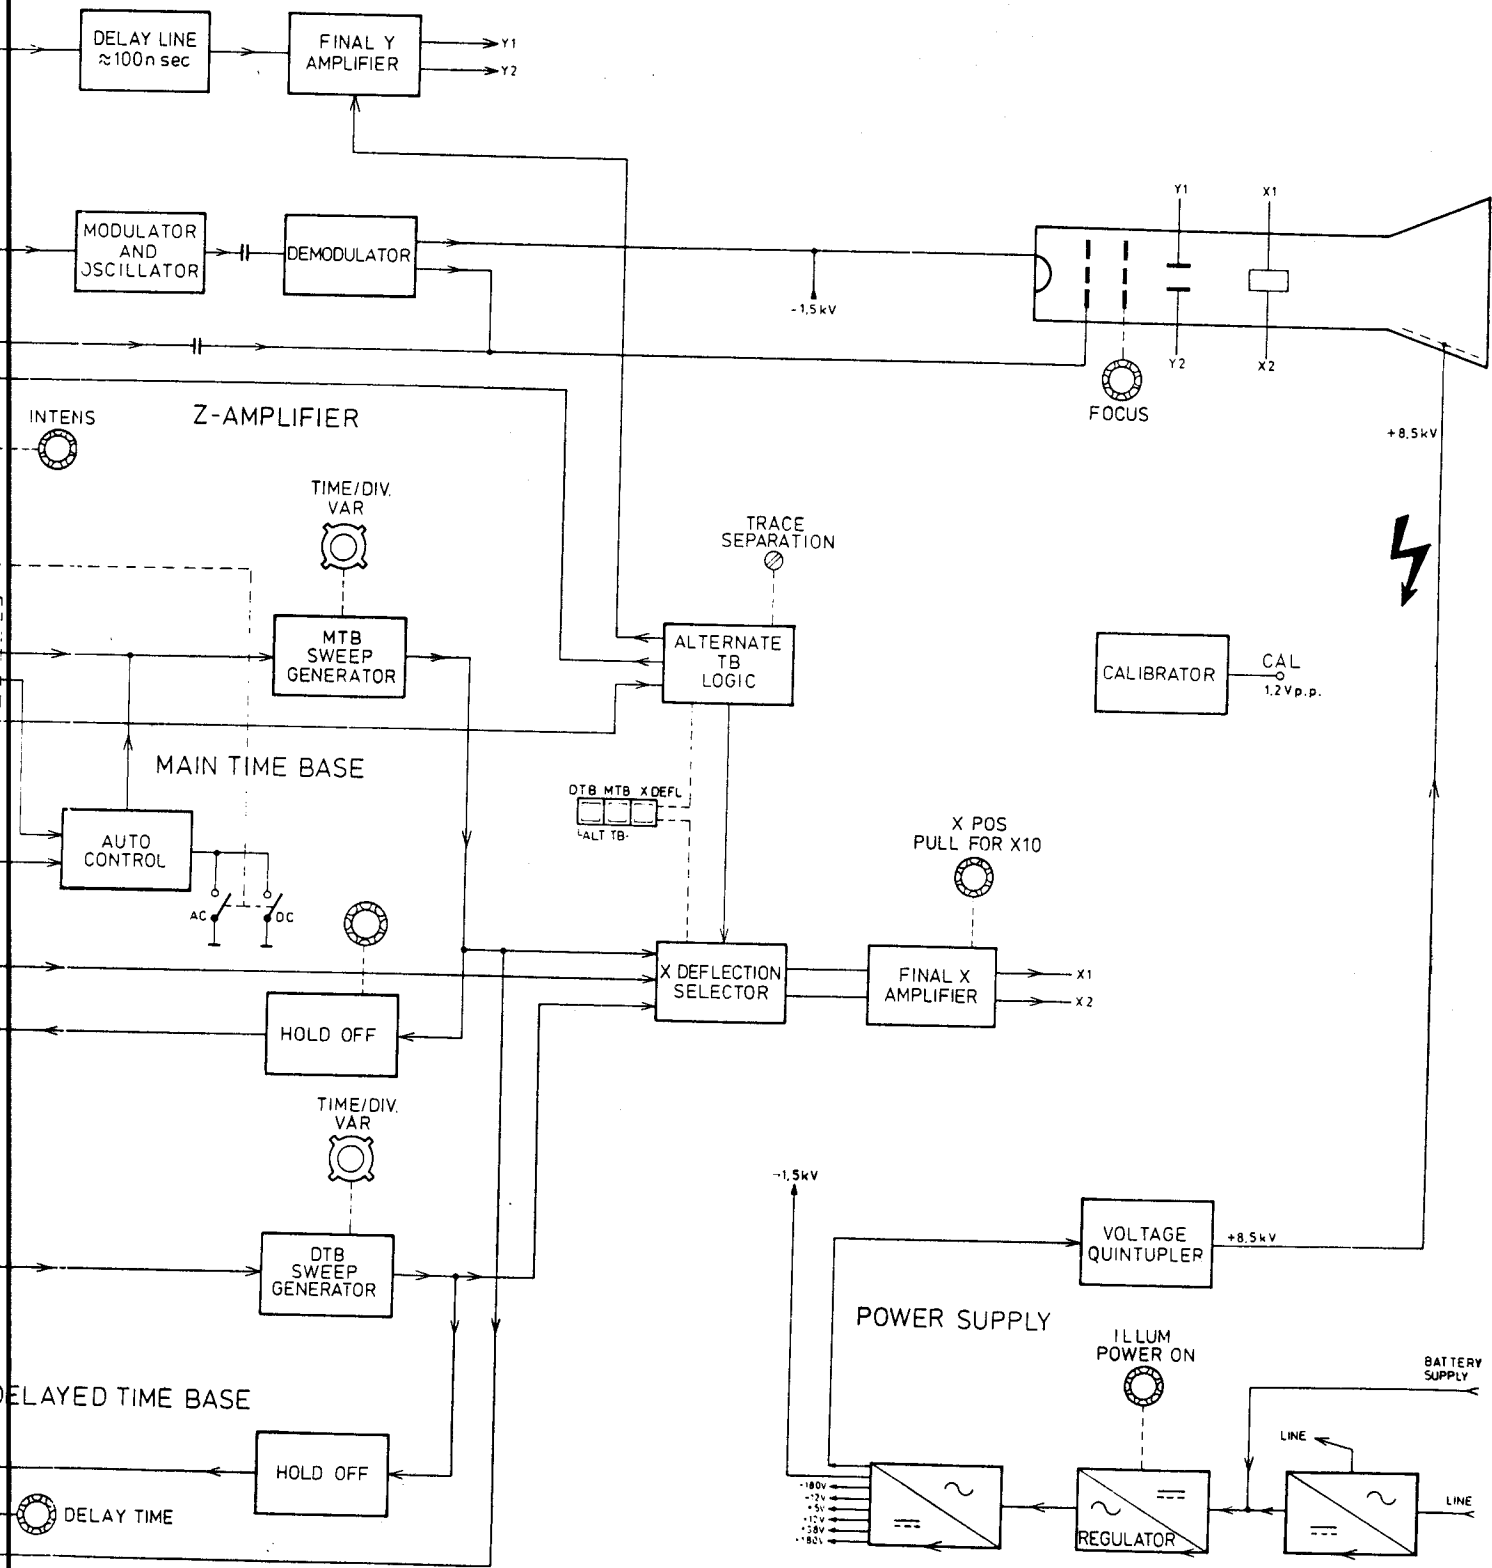 DELAY LINE
≈100n sec
FINAL Y
AMPLIFIER
Y1
Y2
MODULATOR
AND
OSCILLATOR
DEMODULATOR
-1,5kV
Y1
X1
Y2
X2
FOCUS
+8,5kV
INTENS
Z-AMPLIFIER
TIME/DIV.
VAR
TRACE
SEPARATION
MTB
SWEEP
GENERATOR
ALTERNATE
TB
LOGIC
CALIBRATOR
CAL
1,2Vp.p.
MAIN TIME BASE
DTB MTB X DEFL
ALT TB
AUTO
CONTROL
AC
DC
X POS
PULL FOR X10
X DEFLECTION
SELECTOR
FINAL X
AMPLIFIER
X1
X2
HOLD OFF
TIME/DIV.
VAR
-1,5kV
DTB
SWEEP
GENERATOR
VOLTAGE
QUINTUPLER
+8,5kV
POWER SUPPLY
ILLUM
POWER ON
BATTERY
SUPPLY
DELAYED TIME BASE
HOLD OFF
LINE
LINE
DELAY TIME
REGULATOR
-12V
+5V
+12V